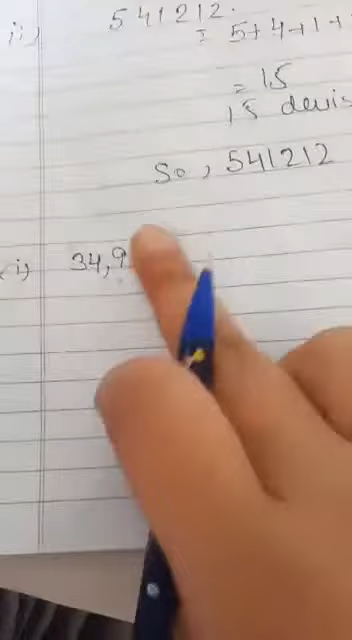 ii) 541212.
= 5+4+1+
= 15
15 devis
So, 541212
(i) 34,9